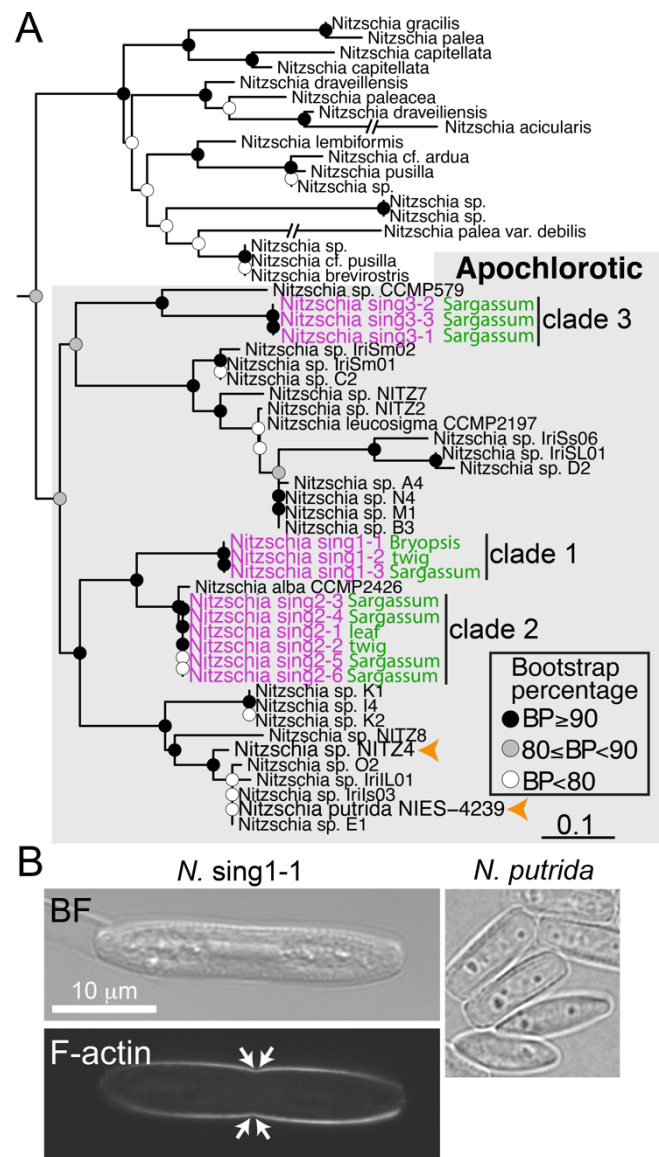 A
Nitzschia gracilis
Nitzschia palea
Nitzschia capitellata
Nitzschia capitellata
Nitzschia draveillensis
Nitzschia paleacea
Nitzschia draveiliensis
Nitzschia acicularis
Nitzschia lembiformis
Nitzschia cf. ardua
Nitzschia pusilla
Nitzschia sp.
Nitzschia sp.
Nitzschia sp.
Nitzschia palea var. debilis
Nitzschia sp.
Nitzschia cf. pusilla
Nitzschia brevirostris
Apochlorotic
Nitzschia sp. CCMP579
Nitzschia sing3-2 Sargassum
Nitzschia sing3-3 Sargassum
Nitzschia sing3-1 Sargassum
clade 3
Nitzschia sp. IriSm02
Nitzschia sp. IriSm01
Nitzschia sp. C2
Nitzschia sp. NITZ7
Nitzschia sp. NITZ2
Nitzschia leucosigma CCMP2197
Nitzschia sp. IriSs06
Nitzschia sp. IriSL01
Nitzschia sp. D2
Nitzschia sp. A4
Nitzschia sp. N4
Nitzschia sp. M1
Nitzschia sp. B3
Nitzschia sing1-1 Bryopsis
Nitzschia sing1-2 twig
Nitzschia sing1-3 Sargassum
clade 1
Nitzschia alba CCMP2426
Nitzschia sing2-3 Sargassum
Nitzschia sing2-4 Sargassum
Nitzschia sing2-1 leaf
Nitzschia sing2-2 twig
Nitzschia sing2-5 Sargassum
Nitzschia sing2-6 Sargassum
clade 2
Nitzschia sp. K1
Nitzschia sp. I4
Nitzschia sp. K2
Nitzschia sp. NITZ8
Nitzschia sp. NITZ4
Nitzschia sp. O2
Nitzschia sp. IriIL01
Nitzschia sp. IriIs03
Nitzschia putrida NIES−4239
Nitzschia sp. E1
Bootstrap
percentage
BP≥90
80≤BP<90
BP<80
0.1
B
N. sing1-1
N. putrida
BF
10 μm
F-actin